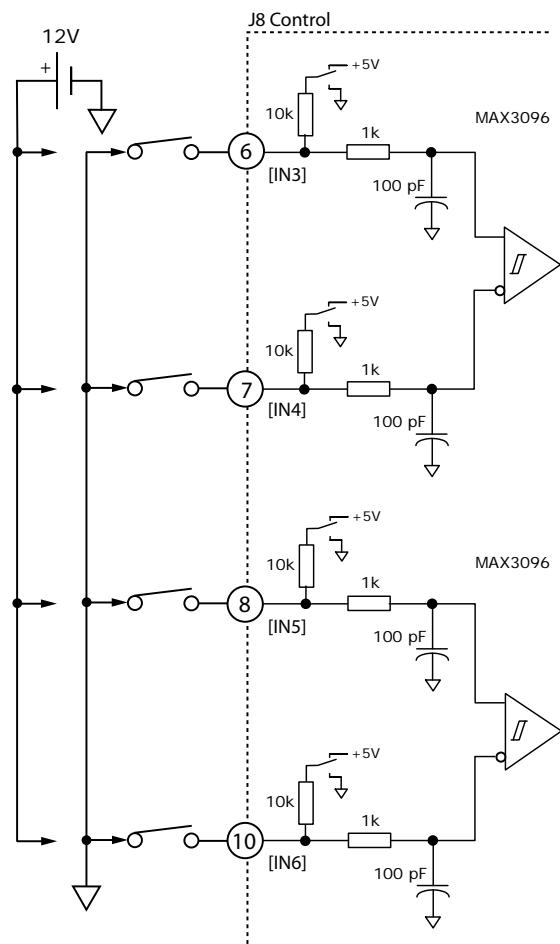 J8 Control
12V
+
+5V
10k
MAX3096
1k
6
[IN3]
100 pF
+5V
10k
1k
7
[IN4]
100 pF
+5V
10k
MAX3096
1k
8
[IN5]
100 pF
+5V
10k
1k
10
[IN6]
100 pF